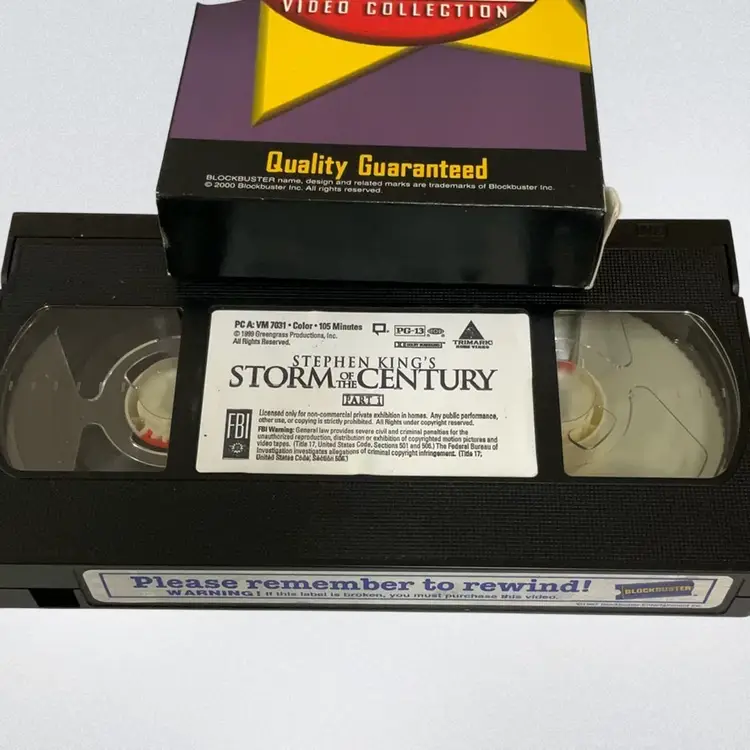 VIDEO COLLECTION
Quality Guaranteed
BLOCKBUSTER name, design and related marks are trademarks of Blockbuster Inc.
© 2000 Blockbuster Inc. All rights reserved.
PC A: VM 7031 • Color • 105 Minutes
© 1999 Greengrass Productions, Inc.
All Rights Reserved.
PG-13
TRIMARK
HOME VIDEO
STEPHEN KING'S
STORM OF THE CENTURY
PART 1
FBI
Licensed only for non-commercial private exhibition in homes. Any public performance,
other use, or copying is strictly prohibited. All Rights under copyright reserved.
FBI Warning: General law provides severe civil and criminal penalties for the
unauthorized reproduction, distribution or exhibition of copyrighted motion pictures and
video tapes. (Title 17, United States Code, Sections 501 and 506.) The Federal Bureau of
Investigation investigates allegations of criminal copyright infringement. (Title 17,
United States Code, Section 506.)
Please remember to rewind!
WARNING! If this label is broken, you must purchase this video.
BLOCKBUSTER